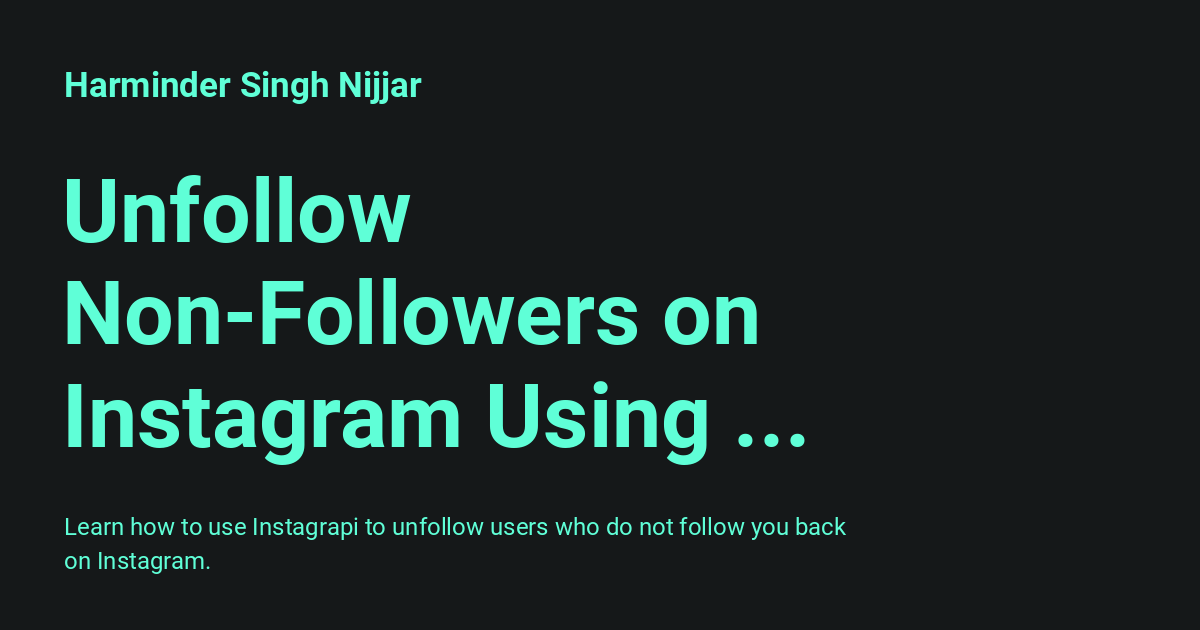 Harminder Singh Nijjar
Unfollow
Non-Followers on
Instagram Using ...
Learn how to use Instagrapi to unfollow users who do not follow you back
on Instagram.